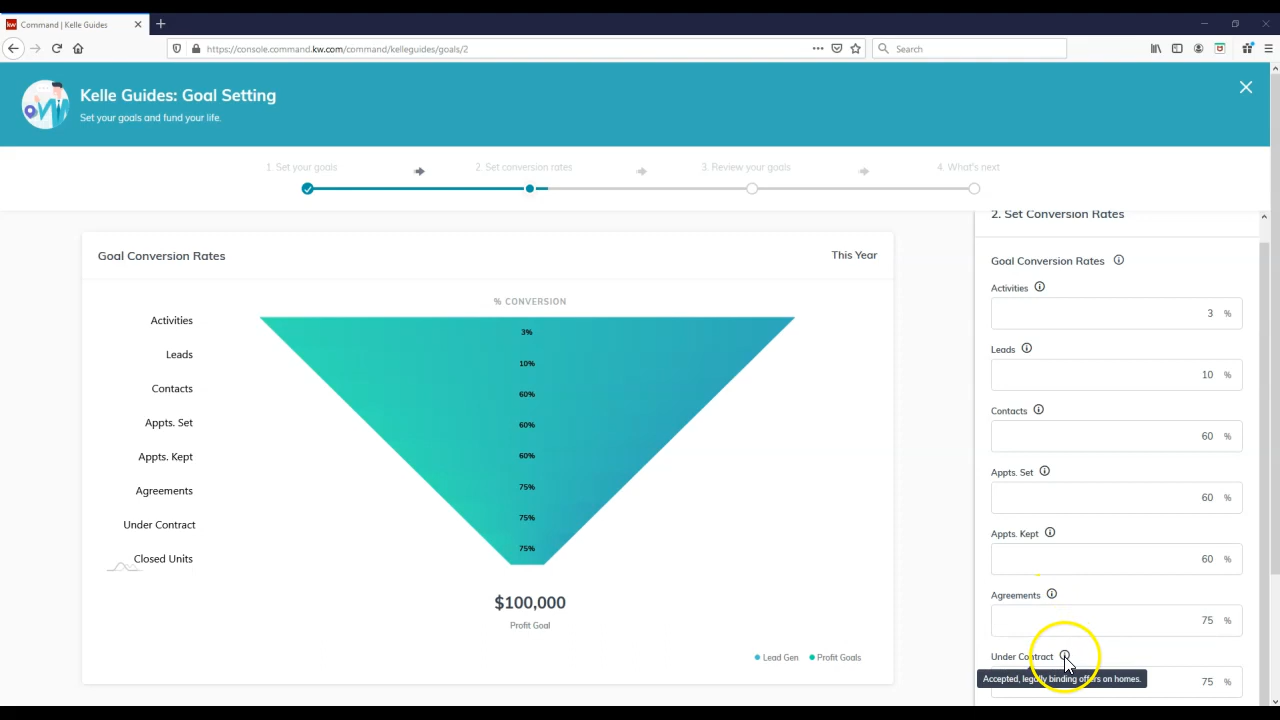 Command | Kelle Guides
https://console.command.kw.com/command/kelleguides/goals/2
Search
Kelle Guides: Goal Setting
Set your goals and fund your life.
1. Set your goals
2. Set conversion rates
3. Review your goals
4. What's next
Goal Conversion Rates
This Year
% CONVERSION
Activities
3%
Leads
10%
Contacts
60%
Appts. Set
60%
Appts. Kept
60%
Agreements
75%
Under Contract
75%
Closed Units
75%
$100,000
Profit Goal
Lead Gen
Profit Goals
2. Set Conversion Rates
Goal Conversion Rates
Activities
3 %
Leads
10 %
Contacts
60 %
Appts. Set
60 %
Appts. Kept
60 %
Agreements
75 %
Under Contract
Accepted, legally binding offers on homes.
75 %